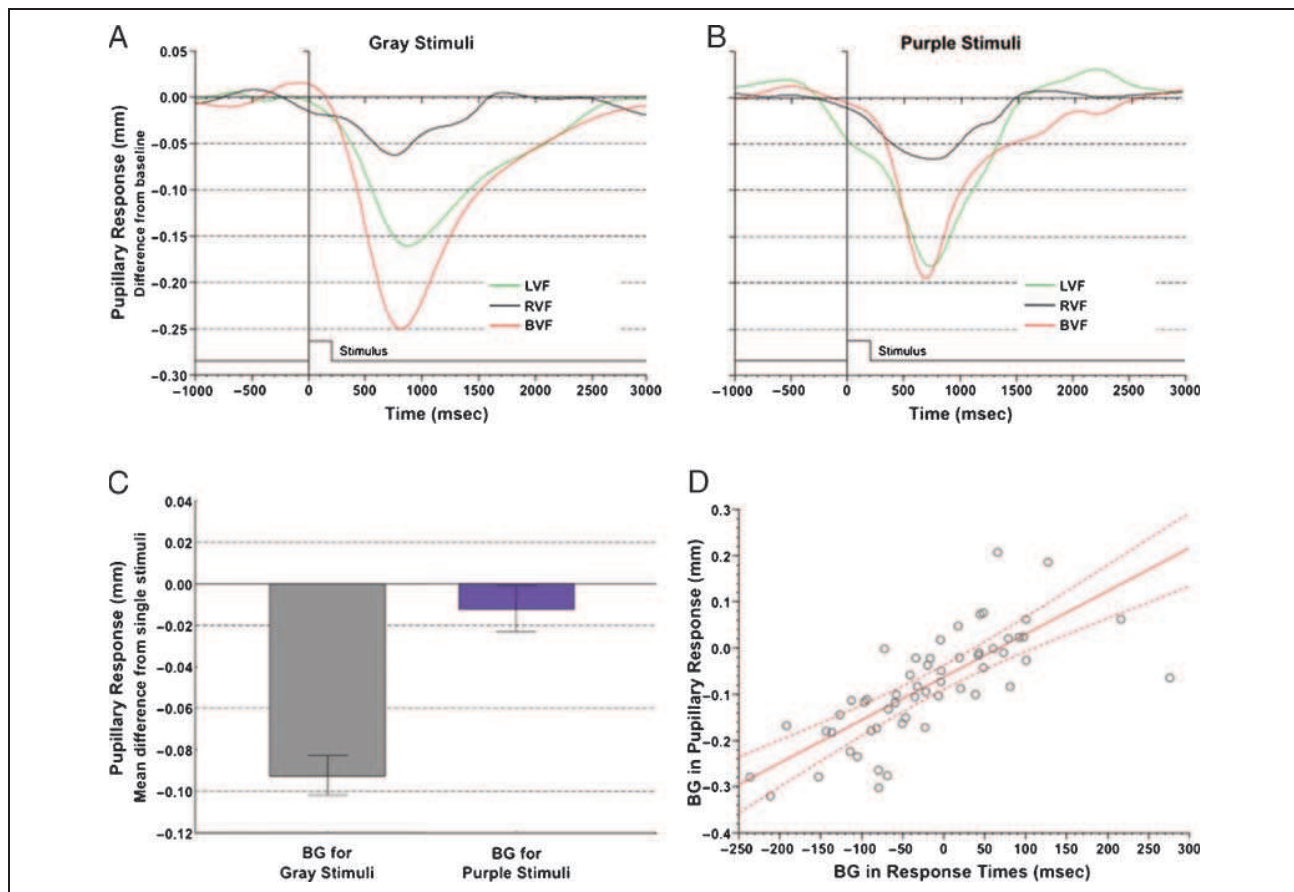 A
Gray Stimuli
Pupillary Response (mm)
Difference from baseline
0.05
0.00
−0.05
−0.10
−0.15
−0.20
−0.25
−0.30
LVF
RVF
BVF
Stimulus
−1000 −500 0 500 1000 1500 2000 2500 3000
Time (msec)
B
Purple Stimuli
LVF
RVF
BVF
Stimulus
−1000 −500 0 500 1000 1500 2000 2500 3000
Time (msec)
C
Pupillary Response (mm)
Mean difference from single stimuli
0.04
0.02
0.00
−0.02
−0.04
−0.06
−0.08
−0.10
−0.12
BG for
Gray Stimuli
BG for
Purple Stimuli
D
BG in Pupillary Response (mm)
0.3
0.2
0.1
0.0
−0.1
−0.2
−0.3
−0.4
−250 −200 −150 −100 −50 0 50 100 150 200 250 300
BG in Response Times (msec)